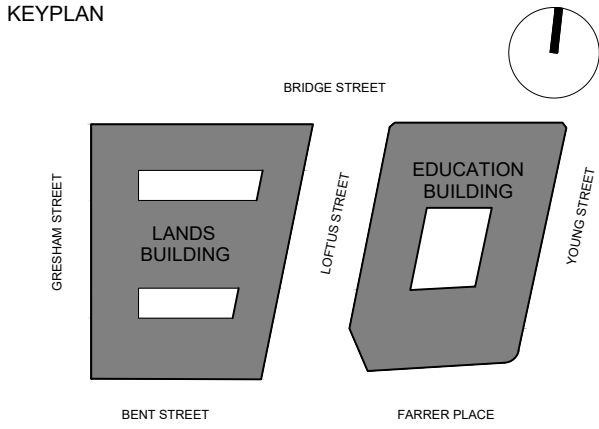 KEYPLAN
BRIDGE STREET
GRESHAM STREET
LANDS
BUILDING
LOFTUS STREET
EDUCATION
BUILDING
YOUNG STREET
BENT STREET
FARRER PLACE